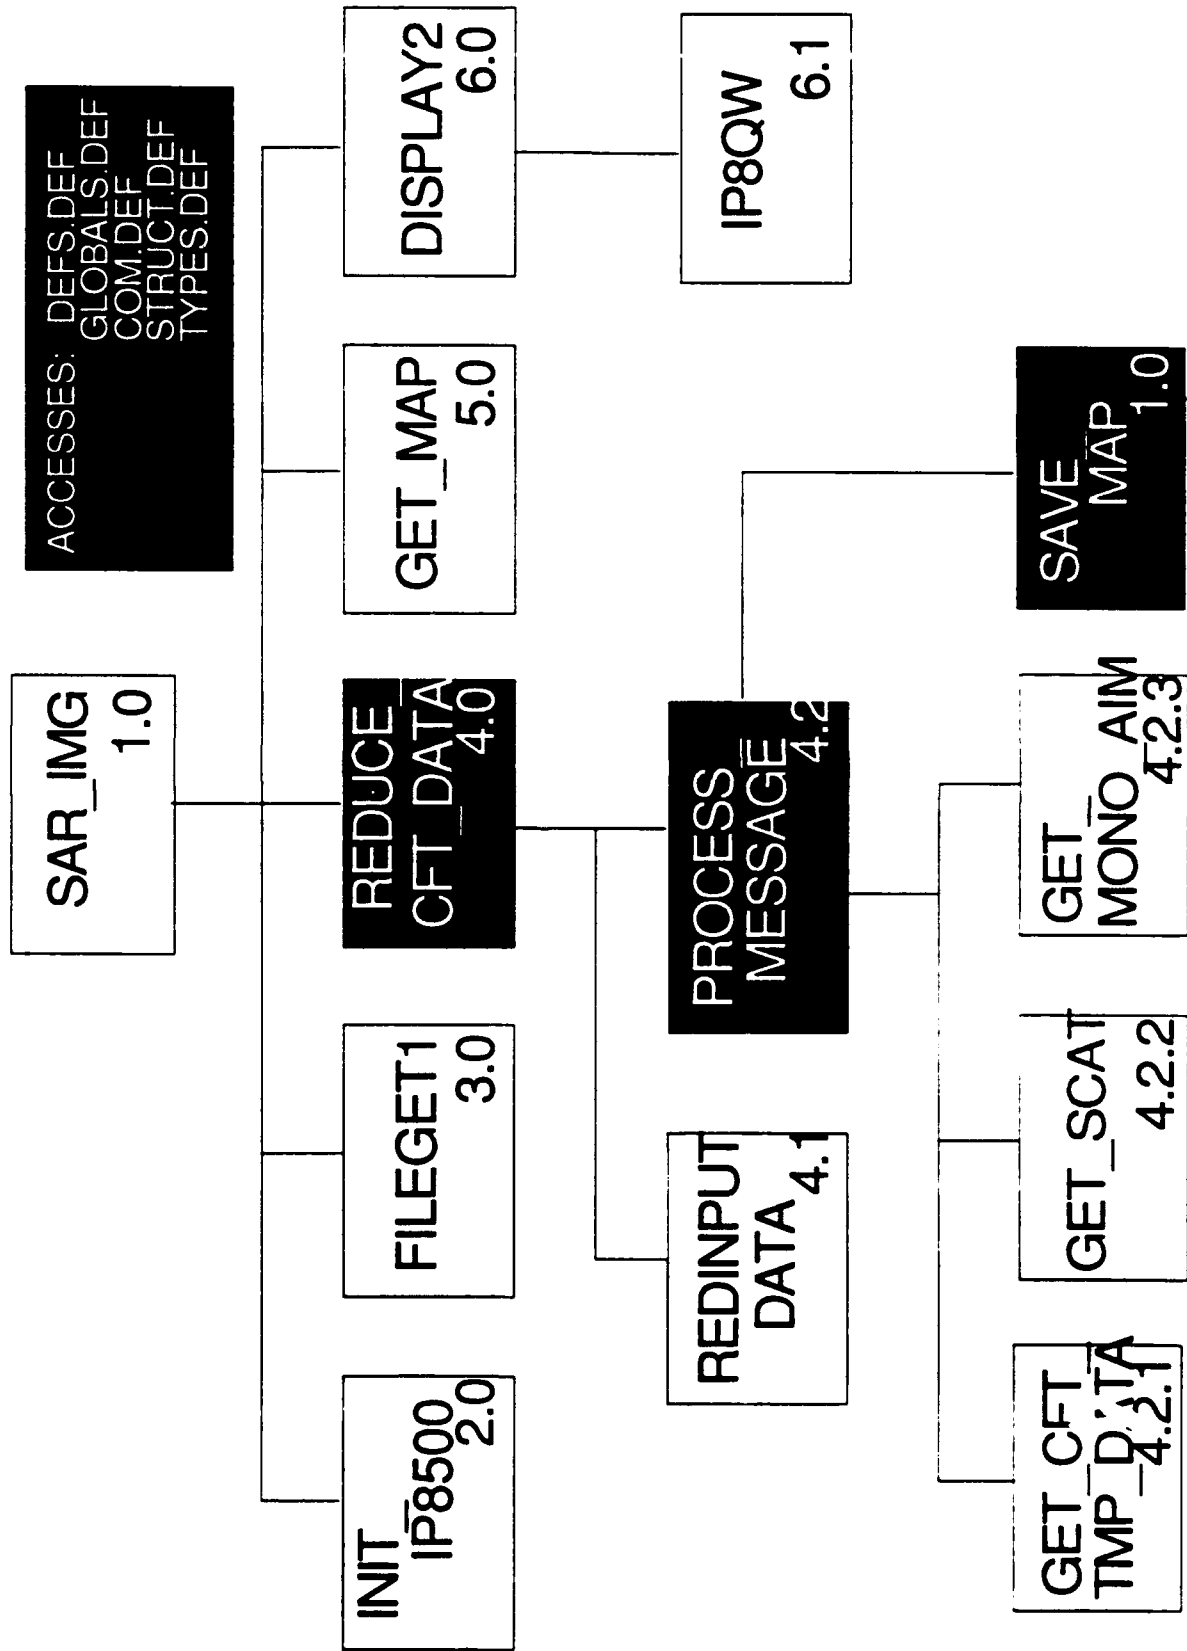 SAR_IMG
1.0
ACCESSES: DEFS.DEF
GLOBALS.DEF
COM.DEF
STRUCT.DEF
TYPES.DEF
INIT_
IP8500
2.0
FILEGET1
3.0
REDUCE_
CFT_DATA
4.0
GET_MAP
5.0
DISPLAY2
6.0
REDINPUT
DATA
4.1
PROCESS_
MESSAGE
4.2
IP8QW
6.1
GET_CFT_
TMP_DATA
4.2.1
GET_SCAT
4.2.2
GET_
MONO_AIM
4.2.3
SAVE_
MAP
1.0